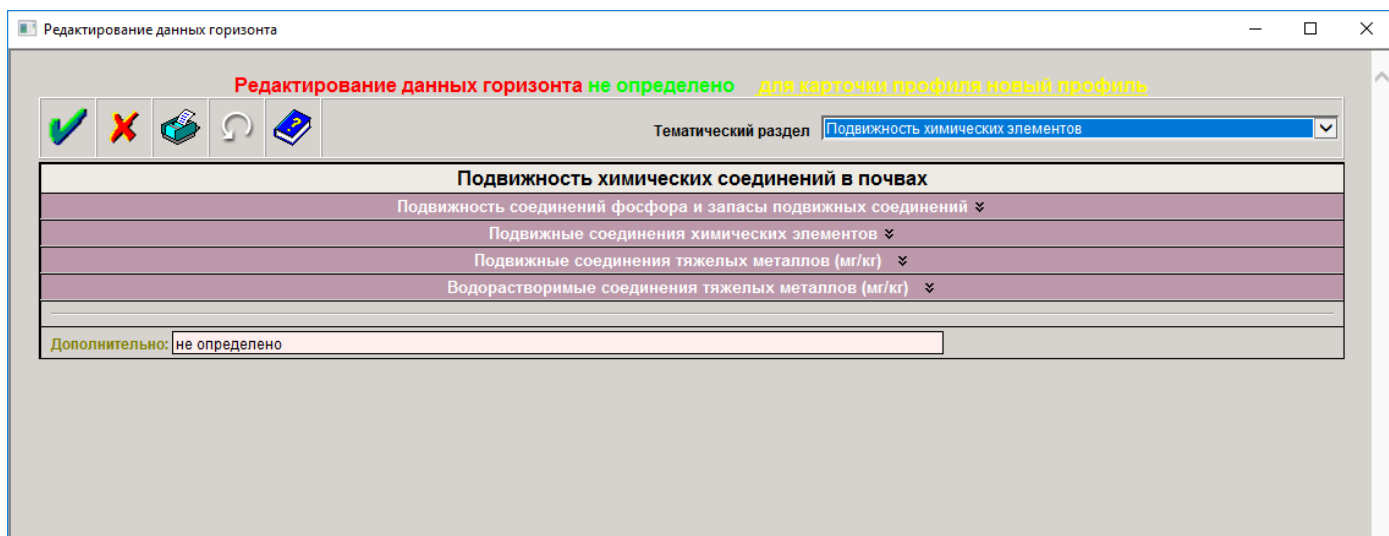 Редактирование данных горизонта
Редактирование данных горизонта не определено для карточки профиля новый профиль
Тематический раздел Подвижность химических элементов
Подвижность химических соединений в почвах
Подвижность соединений фосфора и запасы подвижных соединений
Подвижные соединения химических элементов
Подвижные соединения тяжелых металлов (мг/кг)
Водорастворимые соединения тяжелых металлов (мг/кг)
Дополнительно: не определено